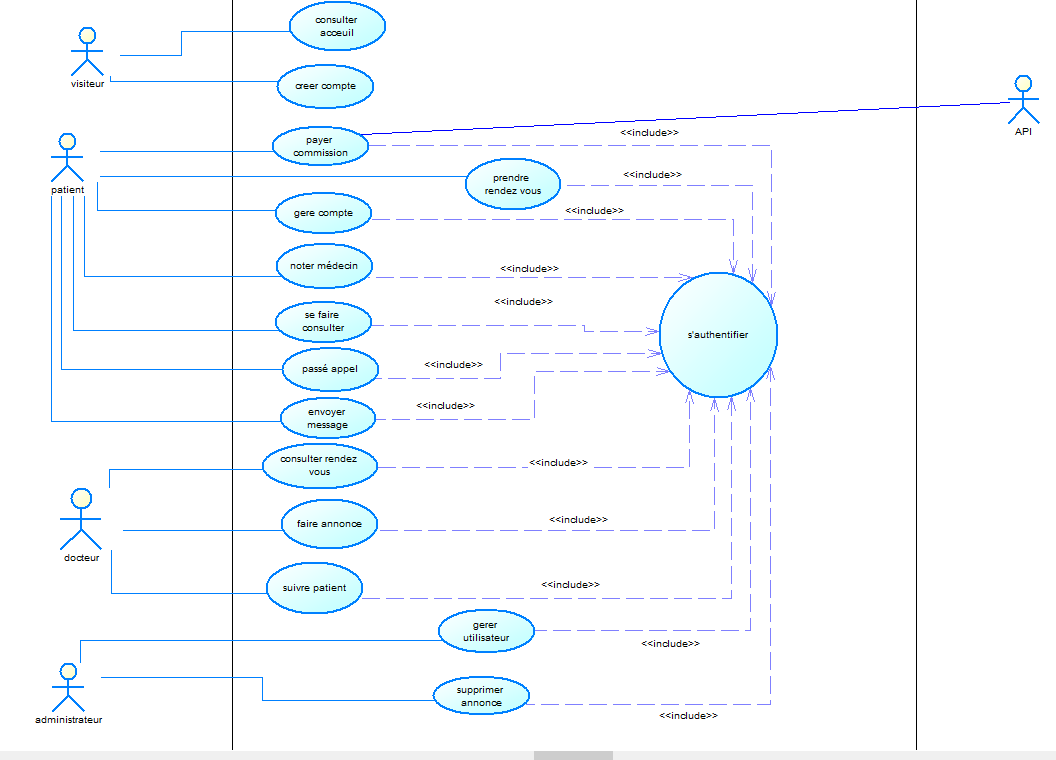 consulter
acceuil
visiteur
creer compte
API
payer
commission
<<include>>
patient
prendre
rendez vous
<<include>>
gere compte
<<include>>
noter médecin
<<include>>
se faire
consulter
<<include>>
s'authentifier
passé appel
<<include>>
envoyer
message
<<include>>
consulter rendez
vous
<<include>>
docteur
faire annonce
<<include>>
suivre patient
<<include>>
gerer
utilisateur
<<include>>
administrateur
supprimer
annonce
<<include>>